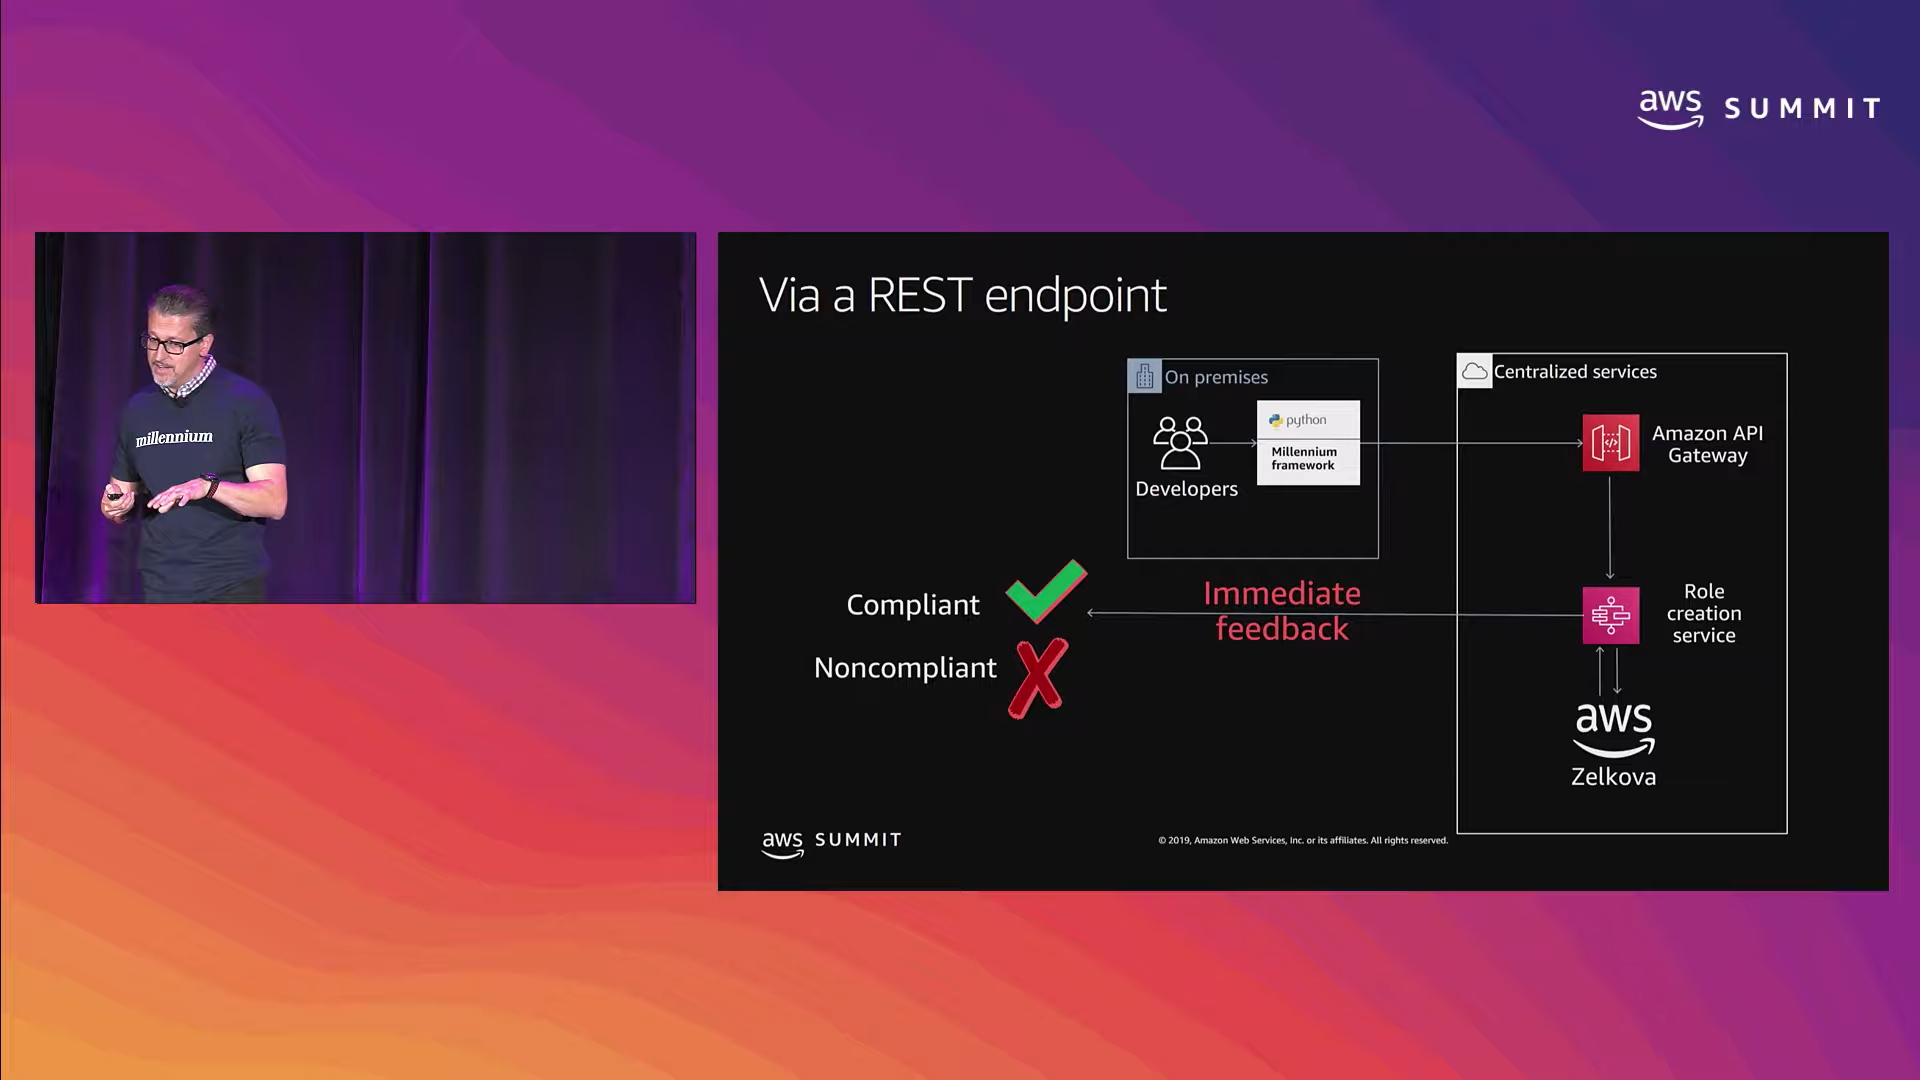 aws SUMMIT
millennium
Via a REST endpoint
On premises
python
Millennium
framework
Developers
Centralized services
Amazon API
Gateway
Compliant
Immediate
feedback
Noncompliant
Role
creation
service
aws
Zelkova
aws SUMMIT
© 2019, Amazon Web Services, Inc. or its affiliates. All rights reserved.